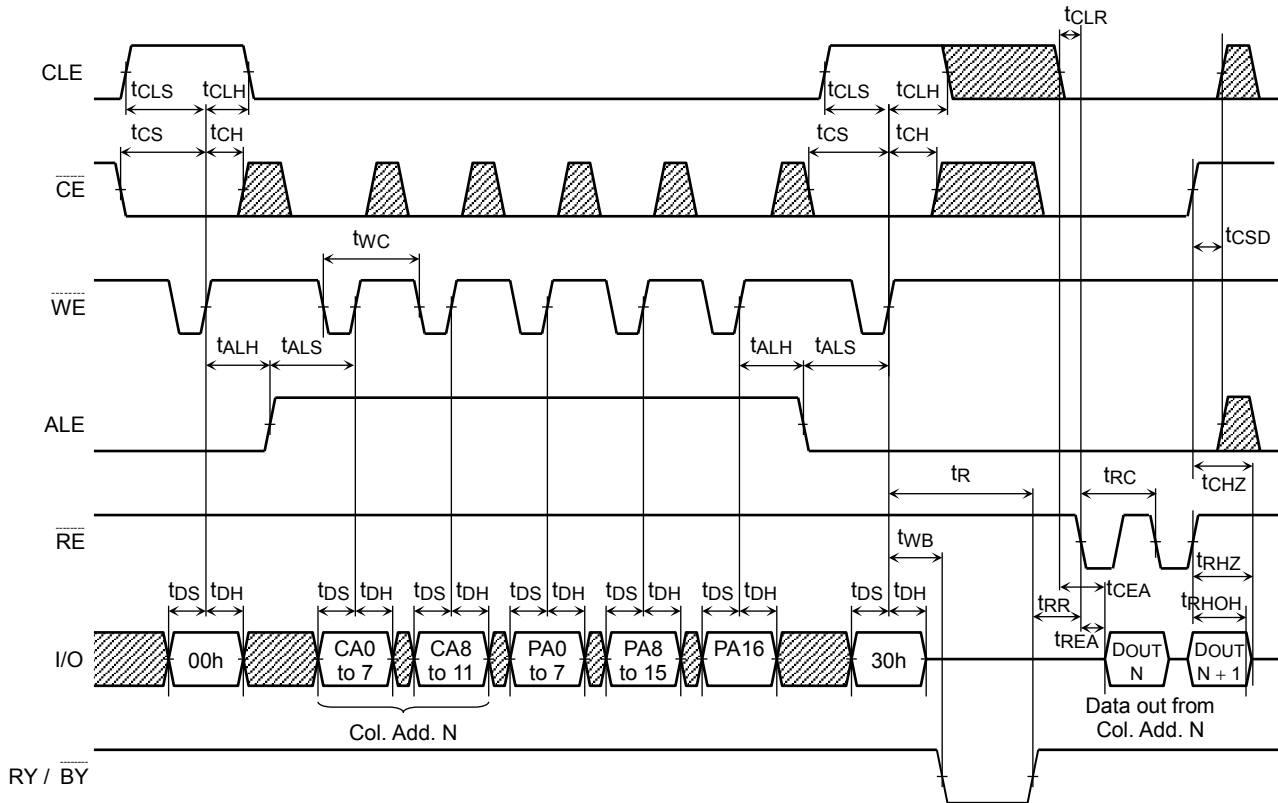 tCLR
CLE
tCLS tCLH tCLS tCLH
tCS tCH tCS tCH
CE
tWC tCSD
WE
tALH tALS tALH tALS
ALE
tR tRC tCHZ
RE
tWB tRHZ
tDS tDH tDS tDH tDS tDH tDS tDH tDS tDH tDS tDH tDS tDH tCEA
tRR tRHOH
tREA
I/O 00h CA0 to 7 CA8 to 11 PA0 to 7 PA8 to 15 PA16 30h DOUT N DOUT N + 1
Col. Add. N
Data out from
Col. Add. N
RY / BY